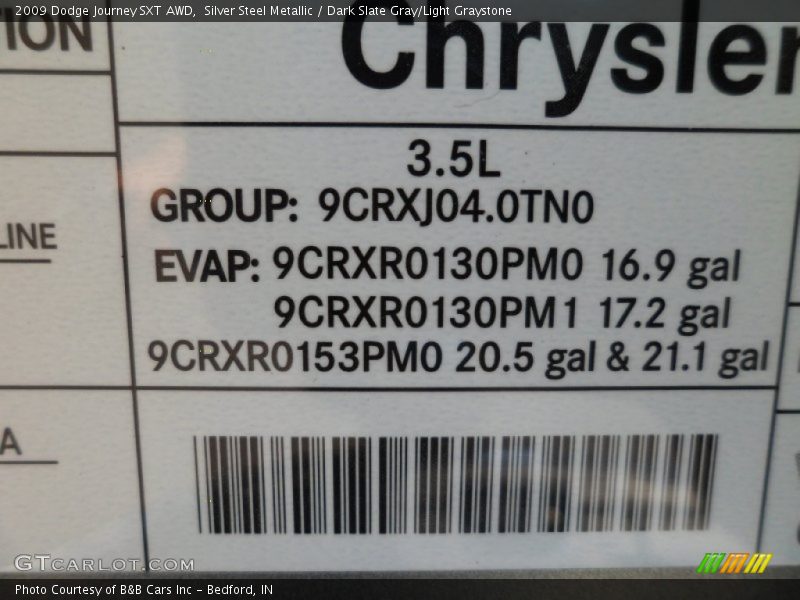 2009 Dodge Journey SXT AWD,  Silver Steel Metallic / Dark Slate Gray/Light Graystone
Chrysler
3.5L
GROUP: 9CRXJ04.0TN0
LINE
EVAP: 9CRXR0130PM0 16.9 gal
9CRXR0130PM1 17.2 gal
9CRXR0153PM0 20.5 gal & 21.1 gal
A
GTCARLOT.COM
Photo Courtesy of B&B Cars Inc - Bedford, IN